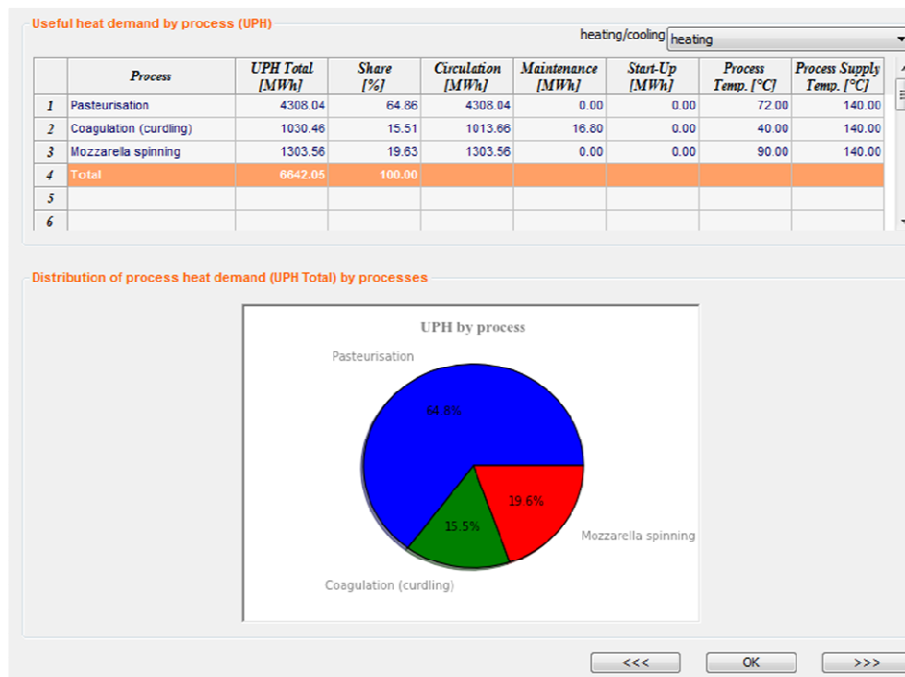 Useful heat demand by process (UPH)
heating/cooling heating
Process UPH Total [MWh] Share [%] Circulation [MWh] Maintenance [MWh] Start-Up [MWh] Process Temp. [°C] Process Supply Temp. [°C]
1 Pasteurisation 4308.04 64.86 4308.04 0.00 0.00 72.00 140.00
2 Coagulation (curdling) 1030.46 15.51 1013.66 16.80 0.00 40.00 140.00
3 Mozzarella spinning 1303.56 19.63 1303.56 0.00 0.00 90.00 140.00
4 Total 6642.05 100.00
5
6
Distribution of process heat demand (UPH Total) by processes
UPH by process
Pasteurisation
64.8%
19.6%
15.5%
Mozzarella spinning
Coagulation (curdling)
<<< OK >>>